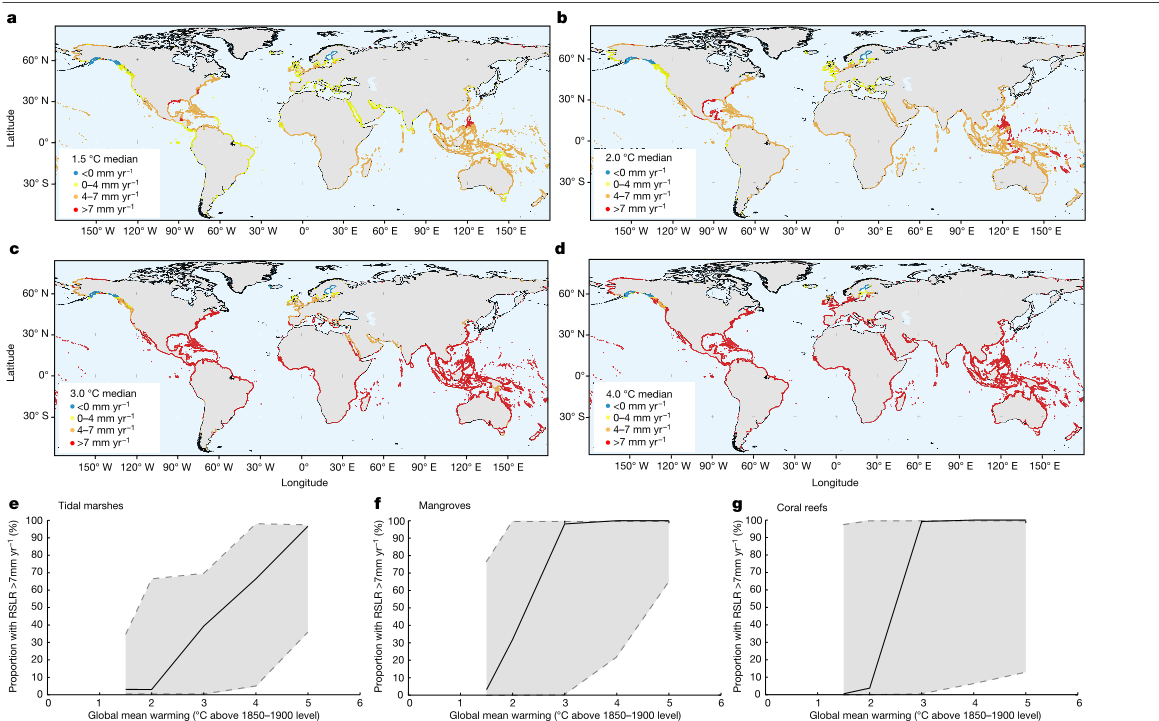 a
60° N
30° N
0°
30° S
Latitude
1.5 °C median
<0 mm yr⁻¹
0–4 mm yr⁻¹
4–7 mm yr⁻¹
>7 mm yr⁻¹
150° W 120° W 90° W 60° W 30° W 0° 30° E 60° E 90° E 120° E 150° E
b
60° N
30° N
0°
30° S
2.0 °C median
<0 mm yr⁻¹
0–4 mm yr⁻¹
4–7 mm yr⁻¹
>7 mm yr⁻¹
150° W 120° W 90° W 60° W 30° W 0° 30° E 60° E 90° E 120° E 150° E
c
60° N
30° N
0°
30° S
Latitude
3.0 °C median
<0 mm yr⁻¹
0–4 mm yr⁻¹
4–7 mm yr⁻¹
>7 mm yr⁻¹
150° W 120° W 90° W 60° W 30° W 0° 30° E 60° E 90° E 120° E 150° E
Longitude
d
60° N
30° N
0°
30° S
4.0 °C median
<0 mm yr⁻¹
0–4 mm yr⁻¹
4–7 mm yr⁻¹
>7 mm yr⁻¹
150° W 120° W 90° W 60° W 30° W 0° 30° E 60° E 90° E 120° E 150° E
Longitude
e Tidal marshes
Proportion with RSLR >7mm yr⁻¹ (%)
100
90
80
70
60
50
40
30
20
10
0
0 1 2 3 4 5 6
Global mean warming (°C above 1850–1900 level)
f Mangroves
Proportion with RSLR >7mm yr⁻¹ (%)
100
90
80
70
60
50
40
30
20
10
0
0 1 2 3 4 5 6
Global mean warming (°C above 1850–1900 level)
g Coral reefs
Proportion with RSLR >7mm yr⁻¹ (%)
100
90
80
70
60
50
40
30
20
10
0
0 1 2 3 4 5 6
Global mean warming (°C above 1850–1900 level)